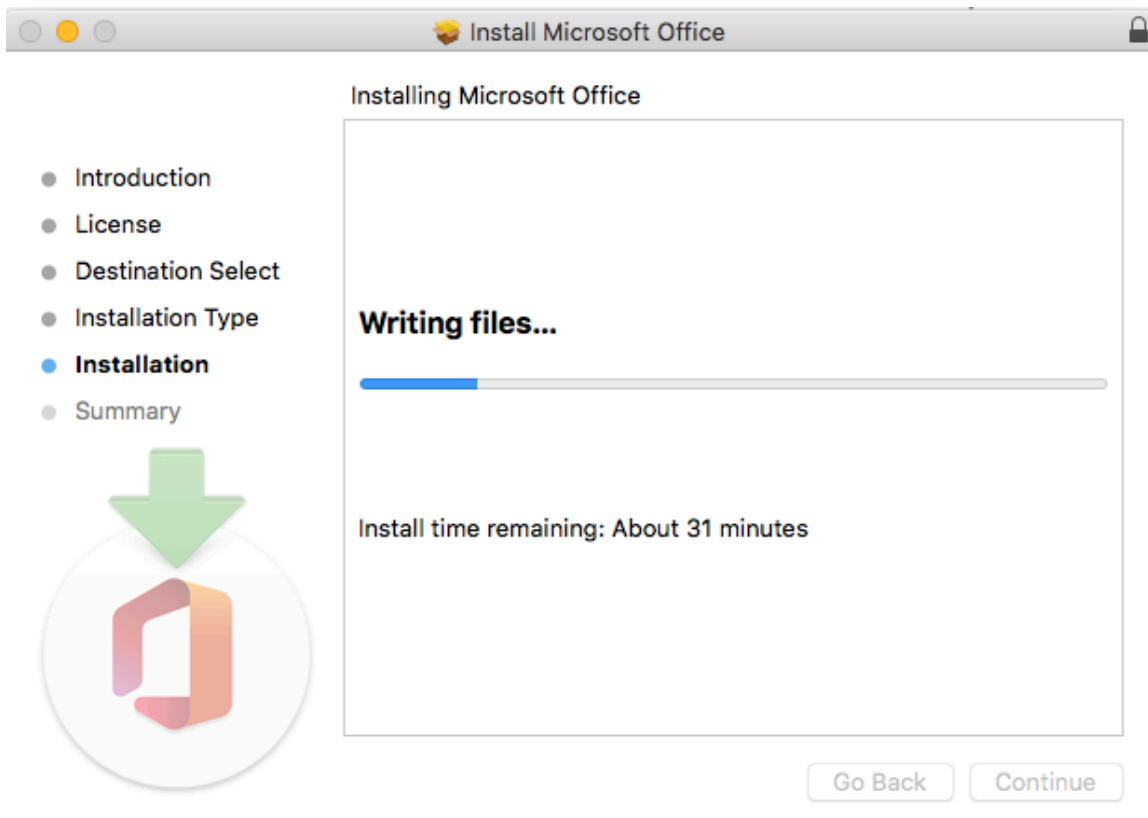 Install Microsoft Office
Installing Microsoft Office
Introduction
License
Destination Select
Installation Type
Installation
Summary
Writing files...
Install time remaining: About 31 minutes
Go Back
Continue